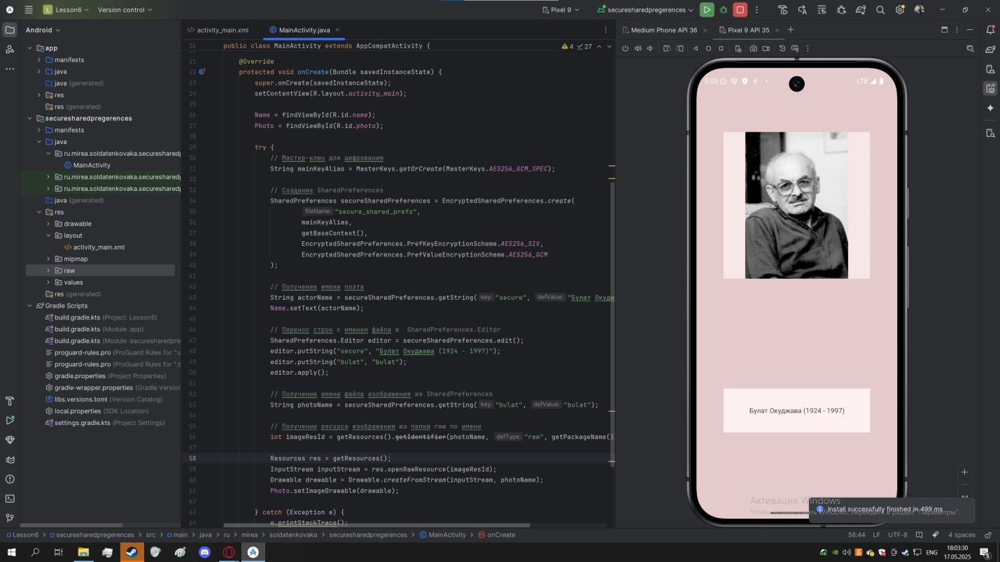 L Lesson6
Version control
Pixel 9
securesharedpregerences
Android
activity_main.xml
MainActivity.java
Medium Phone API 36
Pixel 9 API 35
app
manifests
java
java (generated)
res
res (generated)
securesharedpregerences
manifests
java
ru.mirea.soldatenkovaka.securesharedp
MainActivity
ru.mirea.soldatenkovaka.securesharedp
ru.mirea.soldatenkovaka.securesharedp
java (generated)
res
drawable
layout
activity_main.xml
mipmap
raw
values
res (generated)
Gradle Scripts
build.gradle.kts (Project: Lesson6)
build.gradle.kts (Module :app)
build.gradle.kts (Module :securesharedpre
proguard-rules.pro (ProGuard Rules for ":a
proguard-rules.pro (ProGuard Rules for ":s
gradle.properties (Project Properties)
gradle-wrapper.properties (Gradle Version
libs.versions.toml (Version Catalog)
local.properties (SDK Location)
settings.gradle.kts (Project Settings)
4 27
16 public class MainActivity extends AppCompatActivity {
21 @Override
22 protected void onCreate(Bundle savedInstanceState) {
23 super.onCreate(savedInstanceState);
24 setContentView(R.layout.activity_main);
25
26 Name = findViewById(R.id.name);
27 Photo = findViewById(R.id.photo);
28
29 try {
30 // Мастер-ключ для шифрования
31 String mainKeyAlias = MasterKeys.getOrCreate(MasterKeys.AES256_GCM_SPEC);
32
33 // Создание SharedPreferences
34 SharedPreferences secureSharedPreferences = EncryptedSharedPreferences.create(
35 fileName: "secure_shared_prefs",
36 mainKeyAlias,
37 getBaseContext(),
38 EncryptedSharedPreferences.PrefKeyEncryptionScheme.AES256_SIV,
39 EncryptedSharedPreferences.PrefValueEncryptionScheme.AES256_GCM
40 );
41
42 // Получение имени поэта
43 String actorName = secureSharedPreferences.getString( key: "secure", defValue: "Булат Окудж
44 Name.setText(actorName);
45
46 // Перенос строк с именем файла в SharedPreferences.Editor
47 SharedPreferences.Editor editor = secureSharedPreferences.edit();
48 editor.putString("secure", "Булат Окуджава (1924 - 1997)");
49 editor.putString("bulat", "bulat");
50 editor.apply();
51
52 // Получение имени файла изображения из SharedPreferences
53 String photoName = secureSharedPreferences.getString( key: "bulat", defValue: "bulat");
54
55 // Получение ресурса изображения из папки raw по имени
56 int imageResId = getResources().getIdentifier(photoName, defType: "raw", getPackageName()
57
58 Resources res = getResources();
59 InputStream inputStream = res.openRawResource(imageResId);
60 Drawable drawable = Drawable.createFromStream(inputStream, photoName);
61 Photo.setImageDrawable(drawable);
62
63 } catch (Exception e) {
64 e.printStackTrace();
3:03
LTE
Булат Окуджава (1924 - 1997)
Активация Windows
Чтобы активировать Windows, перейдите в раздел "Параметры".
Install successfully finished in 499 ms
Lesson6 > securesharedpregerences > src > main > java > ru > mirea > soldatenkovaka > securesharedpregerences > MainActivity > onCreate
58:44 LF UTF-8 4 spaces
ENG
18:03:30
17.05.2025
5